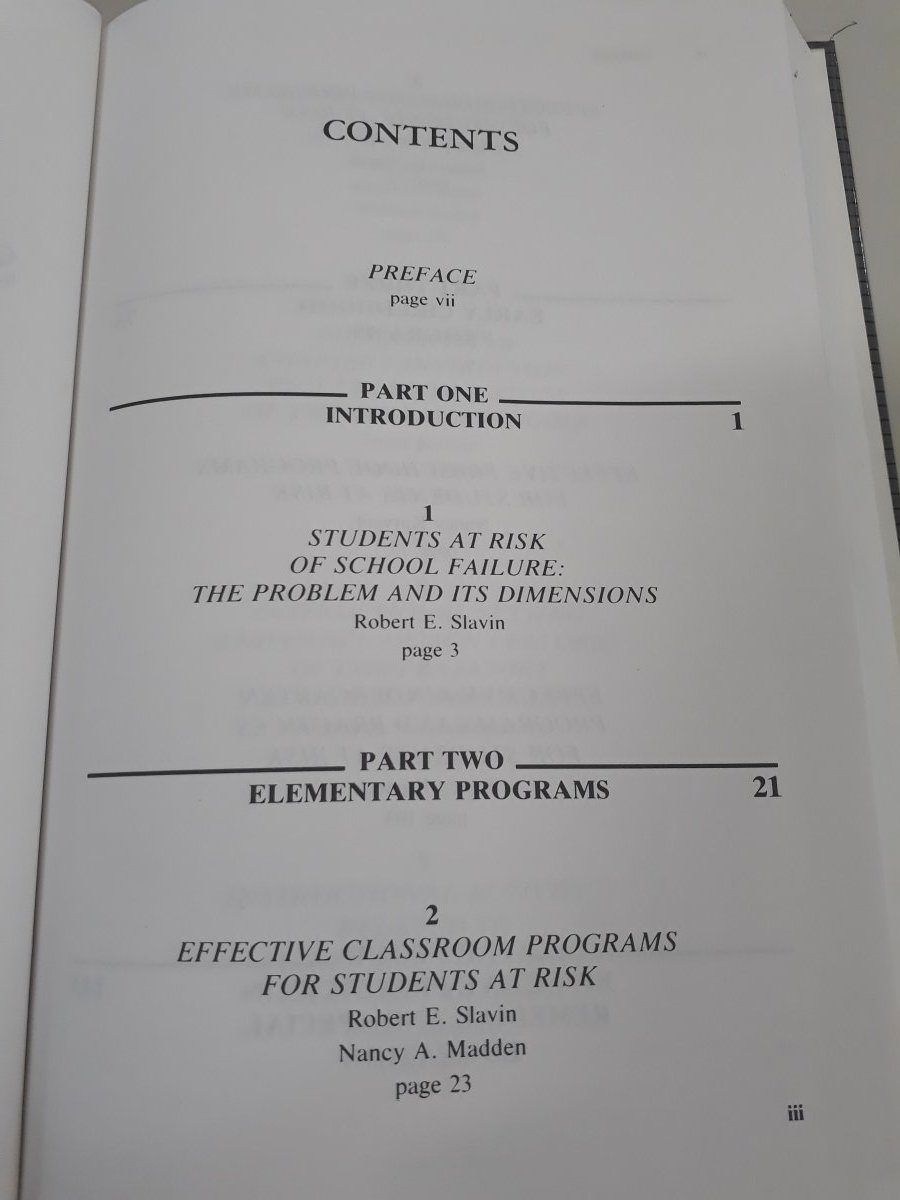 CONTENTS
PREFACE
page vii
PART ONE
INTRODUCTION 1
1
STUDENTS AT RISK
OF SCHOOL FAILURE:
THE PROBLEM AND ITS DIMENSIONS
Robert E. Slavin
page 3
PART TWO
ELEMENTARY PROGRAMS 21
2
EFFECTIVE CLASSROOM PROGRAMS
FOR STUDENTS AT RISK
Robert E. Slavin
Nancy A. Madden
page 23
iii